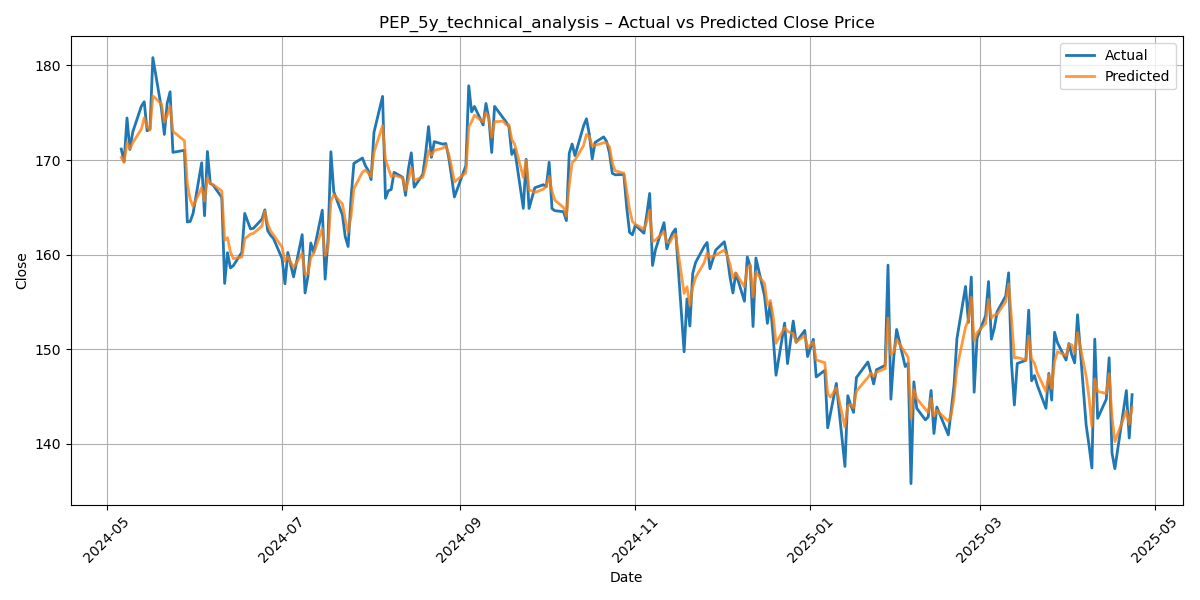 PEP_5y_technical_analysis – Actual vs Predicted Close Price
Actual
Predicted
180
170
160
150
140
Close
2024-05
2024-07
2024-09
2024-11
2025-01
2025-03
2025-05
Date